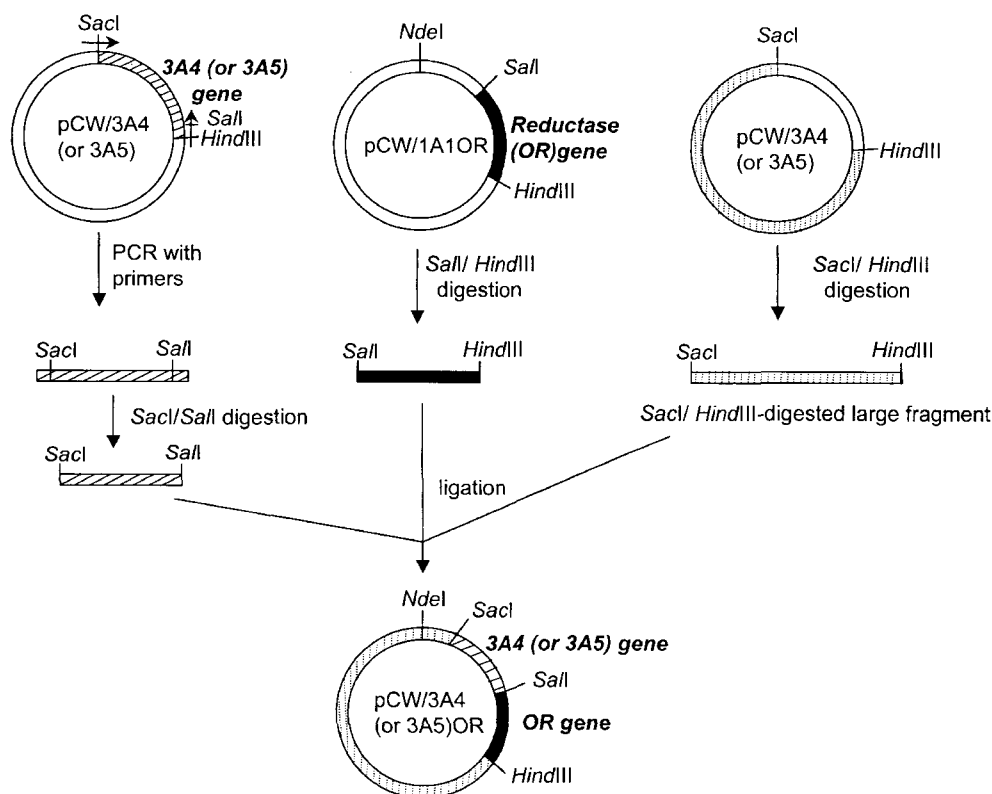 SacI
3A4 (or 3A5)
gene
SalI
HindIII
pCW/3A4
(or 3A5)
PCR with
primers
SacI
SalI
SacI/SalI digestion
SacI
SalI
NdeI
SalI
Reductase
(OR)gene
pCW/1A1OR
HindIII
SalI/ HindIII
digestion
SalI
HindIII
ligation
SacI
pCW/3A4
(or 3A5)
HindIII
SacI/ HindIII
digestion
SacI
HindIII
SacI/ HindIII-digested large fragment
NdeI
SacI
3A4 (or 3A5) gene
SalI
pCW/3A4
(or 3A5)OR
OR gene
HindIII